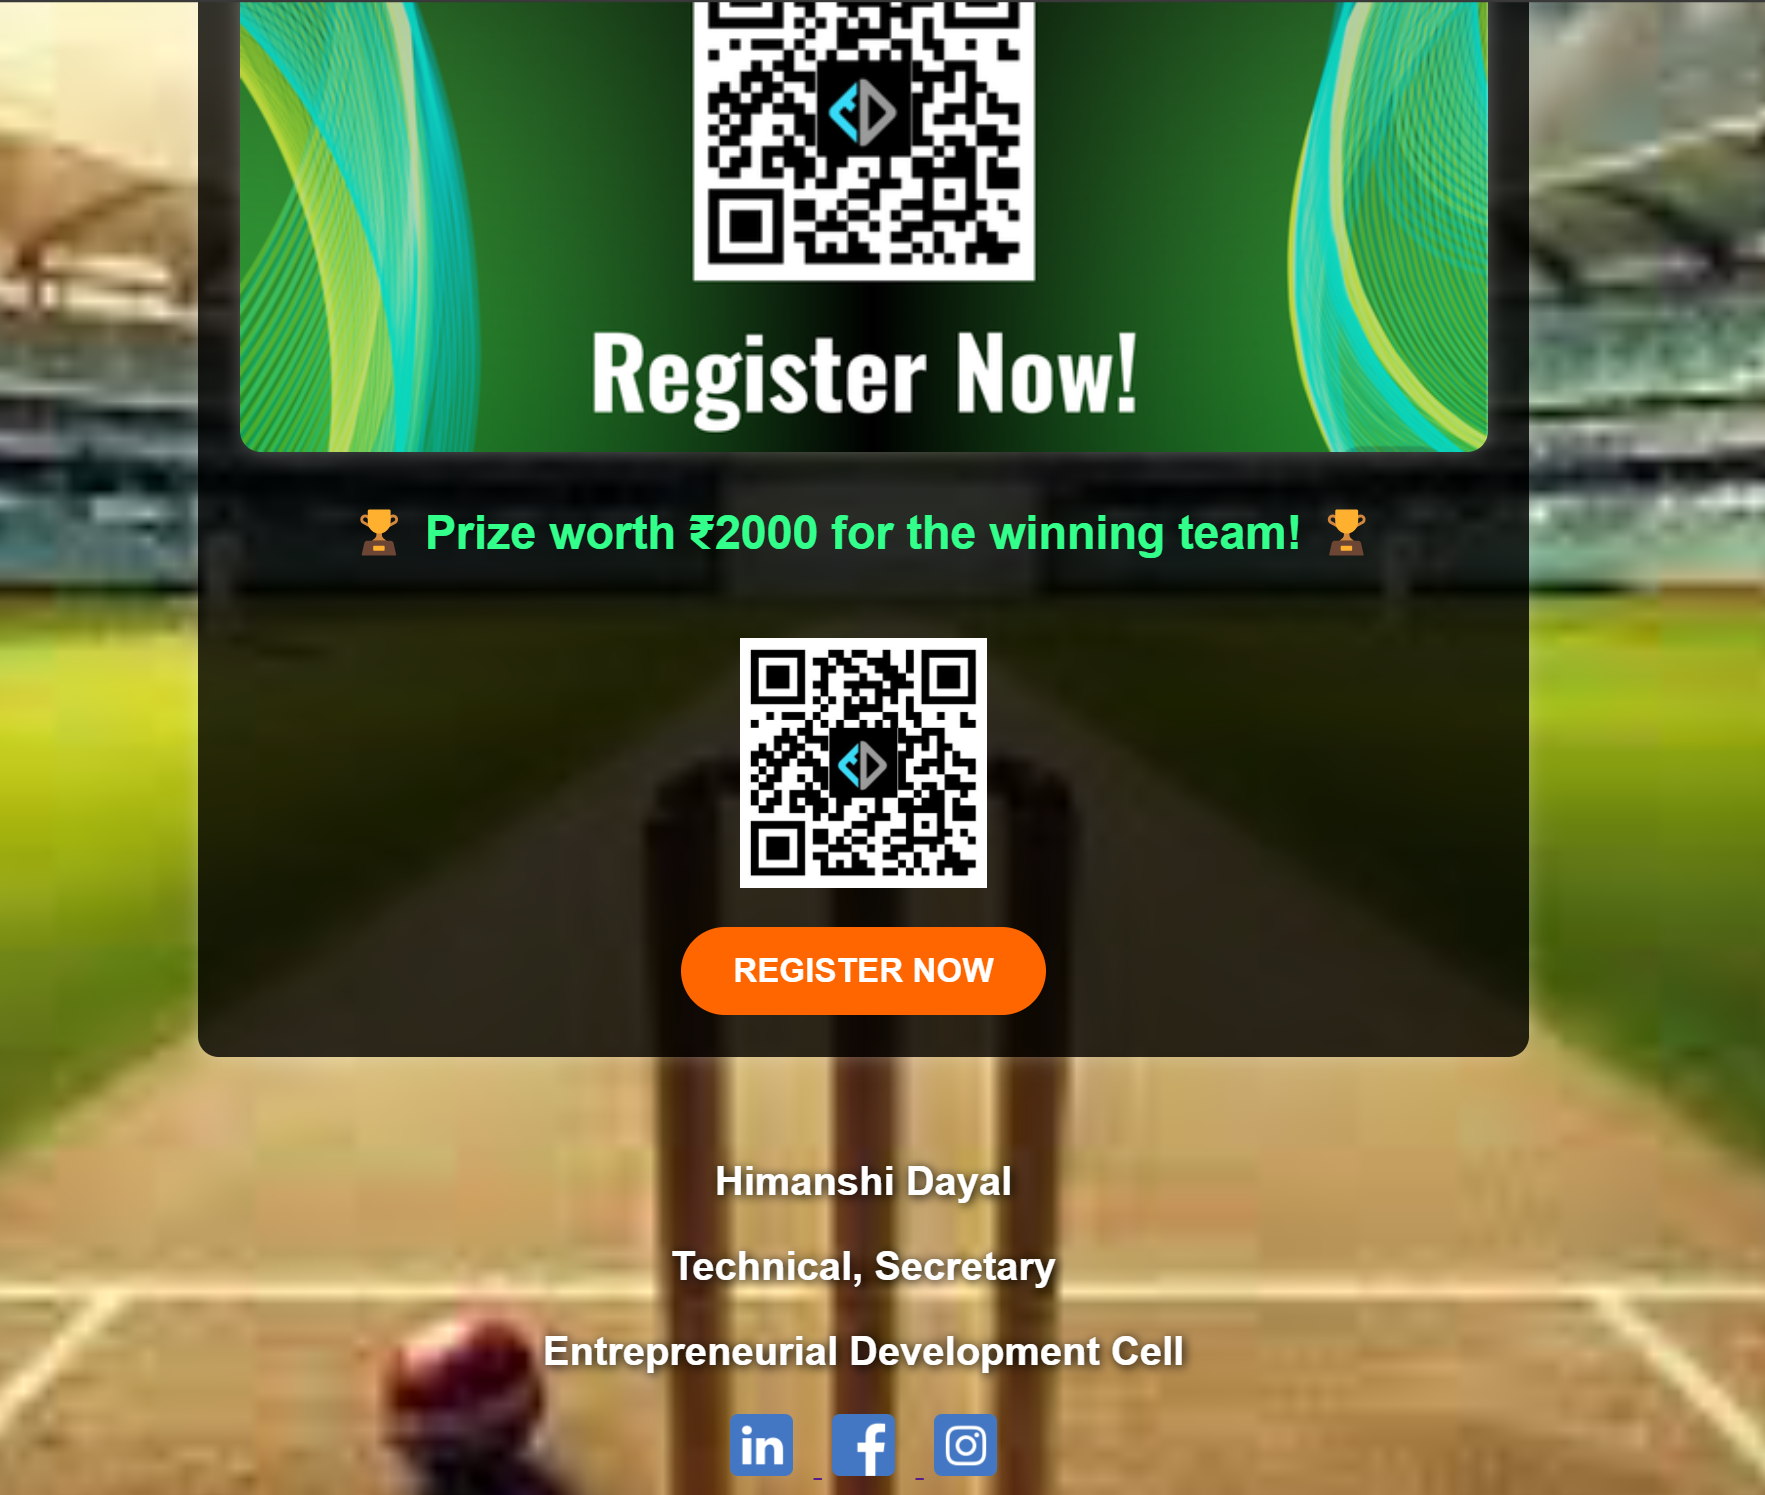 Register Now!
🏆 Prize worth ₹2000 for the winning team! 🏆
REGISTER NOW
Himanshi Dayal
Technical, Secretary
Entrepreneurial Development Cell
in f